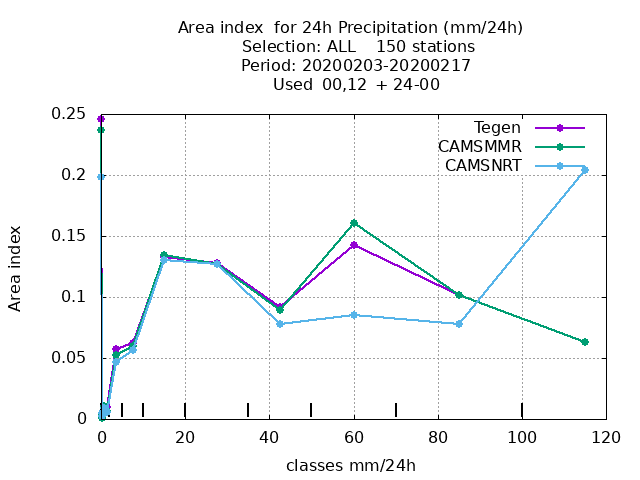 Area index  for 24h Precipitation (mm/24h)
Selection: ALL    150 stations
Period: 20200203-20200217
Used  00,12  + 24-00
Tegen
CAMSMMR
CAMSNRT
0.25
0.2
0.15
0.1
0.05
0
Area index
0 20 40 60 80 100 120
classes mm/24h